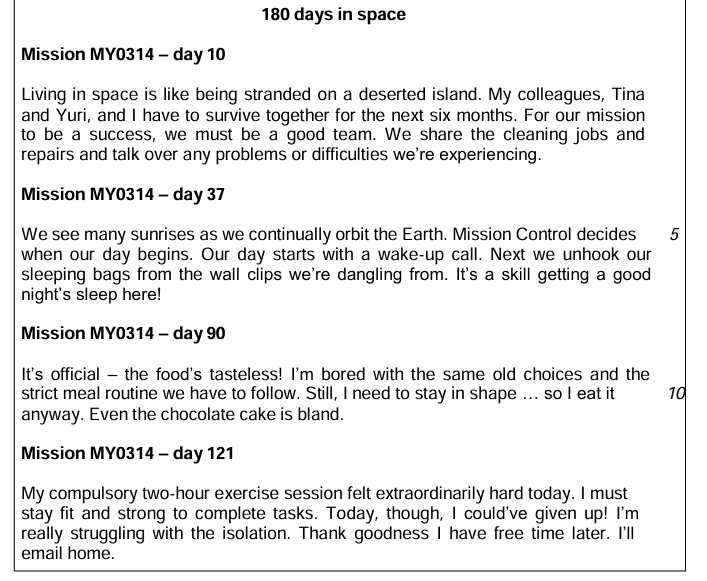 180 days in space
Mission MY0314 – day 10
Living in space is like being stranded on a deserted island. My colleagues, Tina
and Yuri, and I have to survive together for the next six months. For our mission
to be a success, we must be a good team. We share the cleaning jobs and
repairs and talk over any problems or difficulties we're experiencing.
Mission MY0314 – day 37
We see many sunrises as we continually orbit the Earth. Mission Control decides 5
when our day begins. Our day starts with a wake-up call. Next we unhook our
sleeping bags from the wall clips we're dangling from. It's a skill getting a good
night's sleep here!
Mission MY0314 – day 90
It's official – the food's tasteless! I'm bored with the same old choices and the
strict meal routine we have to follow. Still, I need to stay in shape … so I eat it 10
anyway. Even the chocolate cake is bland.
Mission MY0314 – day 121
My compulsory two-hour exercise session felt extraordinarily hard today. I must
stay fit and strong to complete tasks. Today, though, I could've given up! I'm
really struggling with the isolation. Thank goodness I have free time later. I'll
email home.